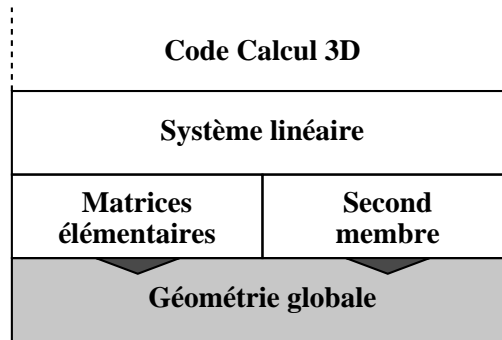 Code Calcul 3D
Système linéaire
Matrices
élémentaires
Second
membre
Géométrie globale